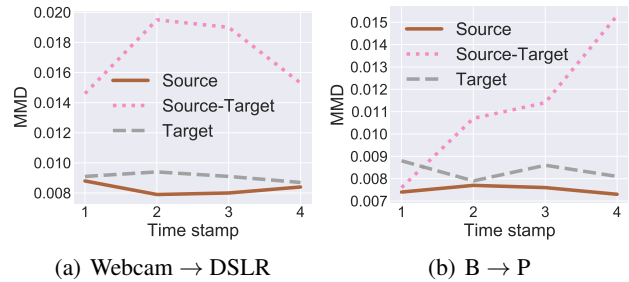 0.020
0.018
0.016
0.014
0.012
0.010
0.008
MMD
Source
Source-Target
Target
1 2 3 4
Time stamp
(a) Webcam → DSLR
0.015
0.014
0.013
0.012
0.011
0.010
0.009
0.008
0.007
MMD
Source
Source-Target
Target
1 2 3 4
Time stamp
(b) B → P